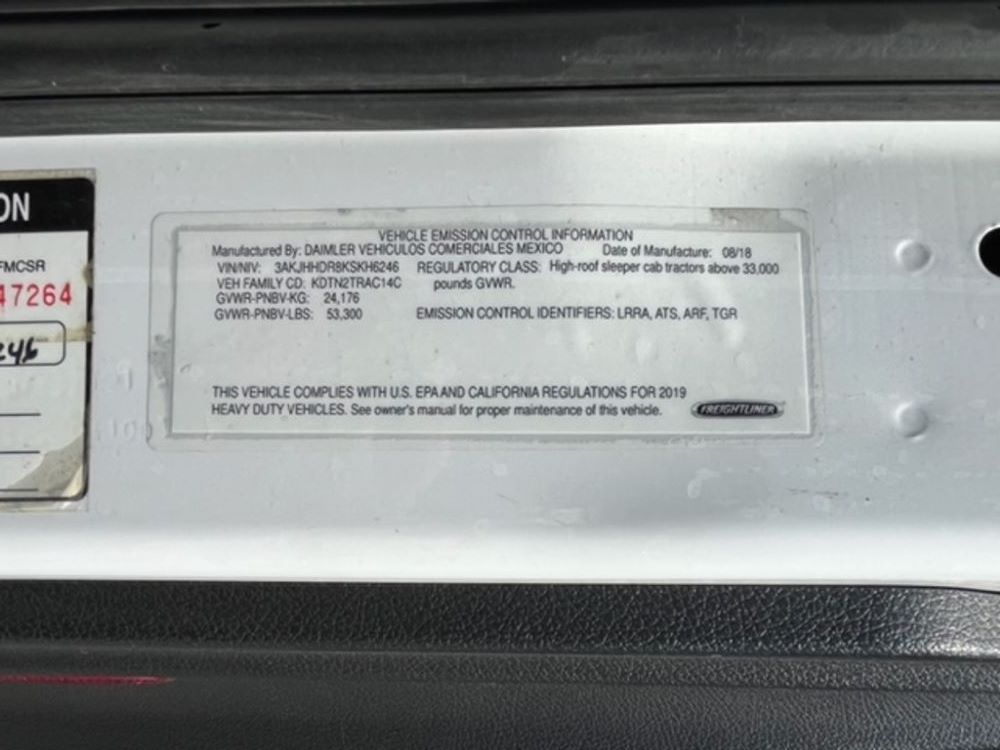 ON
FMCSR
47264
246
VEHICLE EMISSION CONTROL INFORMATION
Manufactured By: DAIMLER VEHICULOS COMERCIALES MEXICO Date of Manufacture: 08/18
VIN/NIV: 3AKJHHDR8KSKH6246 REGULATORY CLASS: High-roof sleeper cab tractors above 33,000
VEH FAMILY CD: KDTN2TRAC14C pounds GVWR.
GVWR-PNBV-KG: 24,176
GVWR-PNBV-LBS: 53,300 EMISSION CONTROL IDENTIFIERS: LRRA, ATS, ARF, TGR
THIS VEHICLE COMPLIES WITH U.S. EPA AND CALIFORNIA REGULATIONS FOR 2019
HEAVY DUTY VEHICLES. See owner's manual for proper maintenance of this vehicle.
FREIGHTLINER